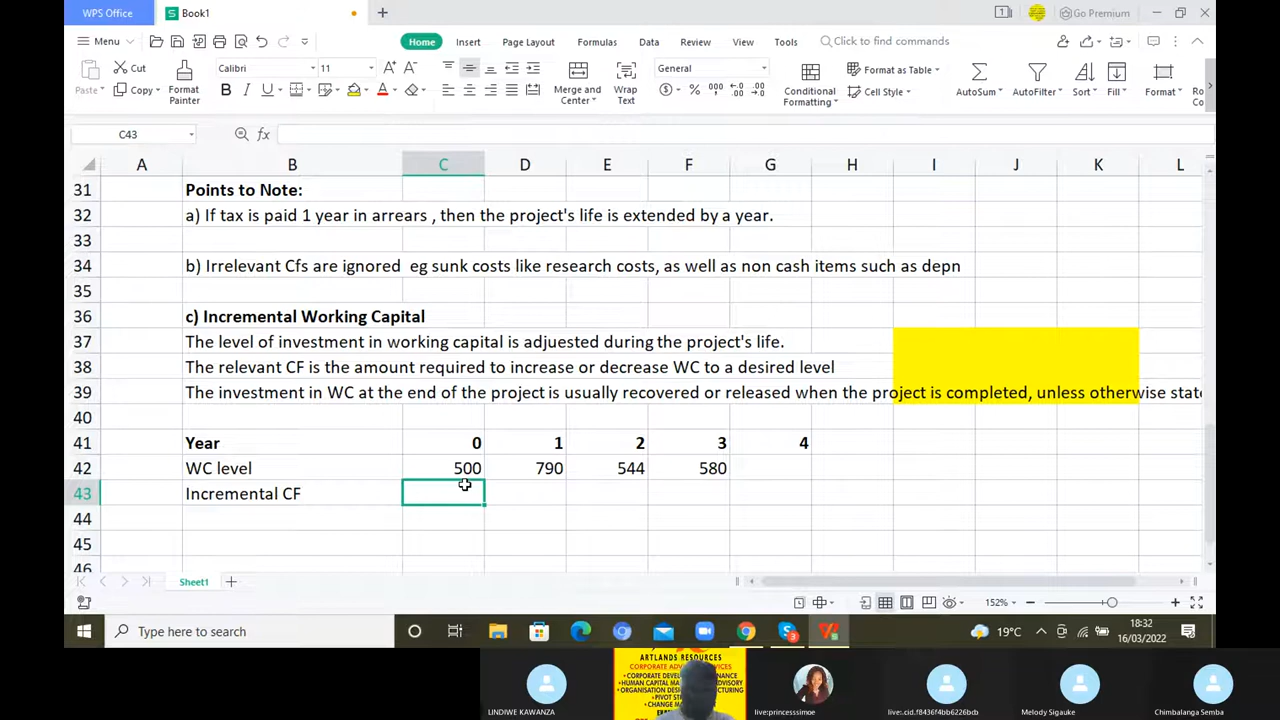 WPS Office
Book1
Go Premium
Menu
Home
Insert
Page Layout
Formulas
Data
Review
View
Tools
Click to find commands
Paste
Cut
Copy
Format Painter
Calibri
11
Merge and Center
Wrap Text
General
Conditional Formatting
Format as Table
Cell Style
AutoSum
AutoFilter
Sort
Fill
Format
C43
A B C D E F G H I J K L
31 Points to Note:
32 a) If tax is paid 1 year in arrears , then the project's life is extended by a year.
33
34 b) Irrelevant Cfs are ignored eg sunk costs like research costs, as well as non cash items such as depn
35
36 c) Incremental Working Capital
37 The level of investment in working capital is adjuested during the project's life.
38 The relevant CF is the amount required to increase or decrease WC to a desired level
39 The investment in WC at the end of the project is usually recovered or released when the project is completed, unless otherwise state
40
41 Year 0 1 2 3 4
42 WC level 500 790 544 580
43 Incremental CF
44
45
46
Sheet1
152%
Type here to search
19°C
18:32
16/03/2022
ARTLANDS RESOURCES
LINDIWE KAWANZA
live:princesssimoe
live:.cid.f8436f4bb6226bdb
Melody Sigauke
Chimbalanga Semba